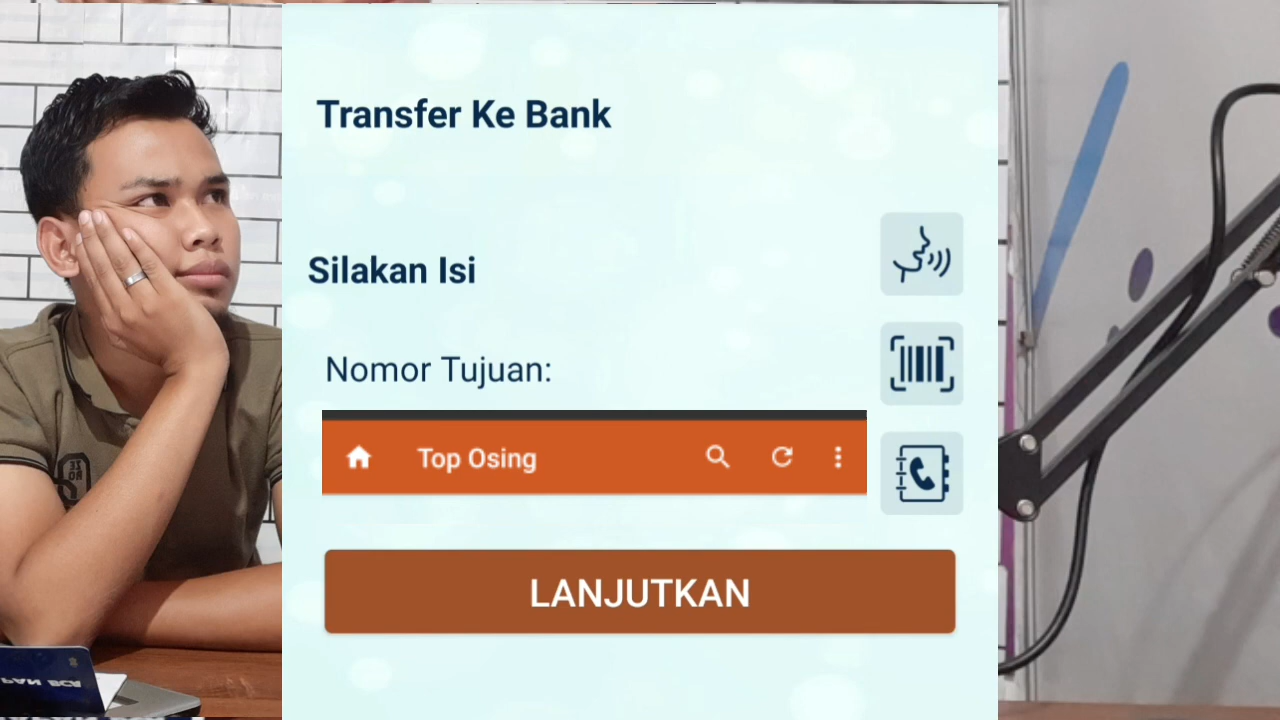 Transfer Ke Bank
Silakan Isi
Nomor Tujuan:
Top Osing
LANJUTKAN